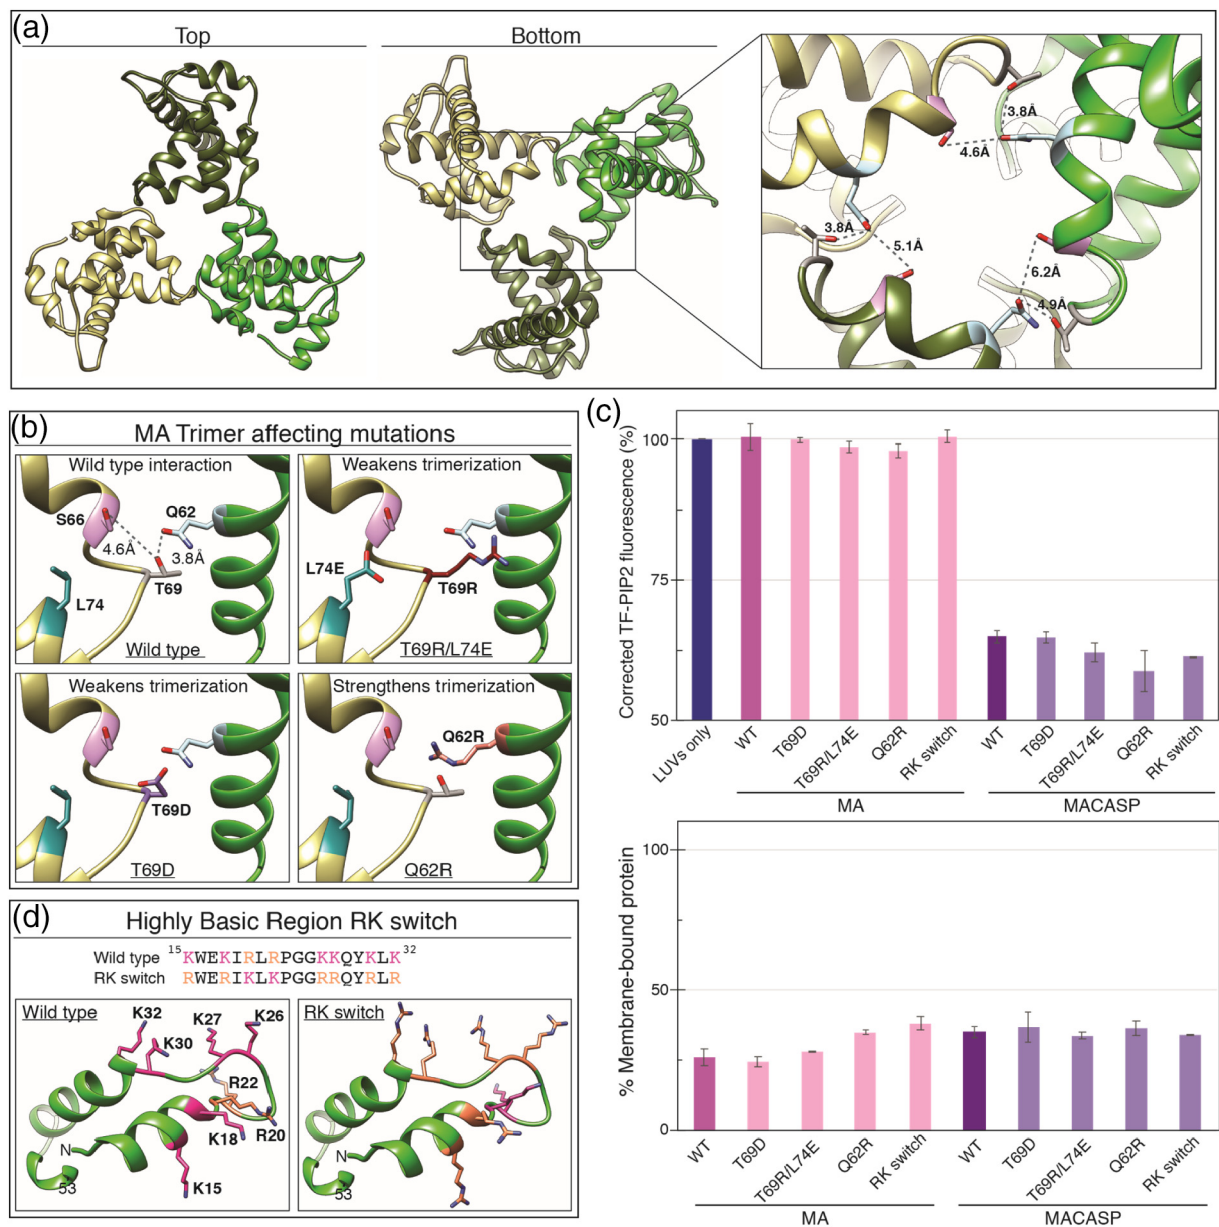 (a)
Top
Bottom
3.8Å
4.6Å
3.8Å
5.1Å
6.2Å
4.9Å
(b)
MA Trimer affecting mutations
Wild type interaction
S66
Q62
4.6Å
3.8Å
T69
L74
Wild type
Weakens trimerization
L74E
T69R
T69R/L74E
Weakens trimerization
T69D
T69D
Strengthens trimerization
Q62R
Q62R
(c)
Corrected TF-PIP2 fluorescence (%)
100
75
50
LUVs only
WT
T69D
T69R/L74E
Q62R
RK switch
WT
T69D
T69R/L74E
Q62R
RK switch
MA
MACASP
% Membrane-bound protein
100
50
0
WT
T69D
T69R/L74E
Q62R
RK switch
WT
T69D
T69R/L74E
Q62R
RK switch
MA
MACASP
(d)
Highly Basic Region RK switch
Wild type 15KWEKIRLRPGGKKQYKLK32
RK switch RWERIKLKPGGRRQYRLR
Wild type
K32
K27
K26
K30
R22
K18
R20
N
53
K15
RK switch
N
53